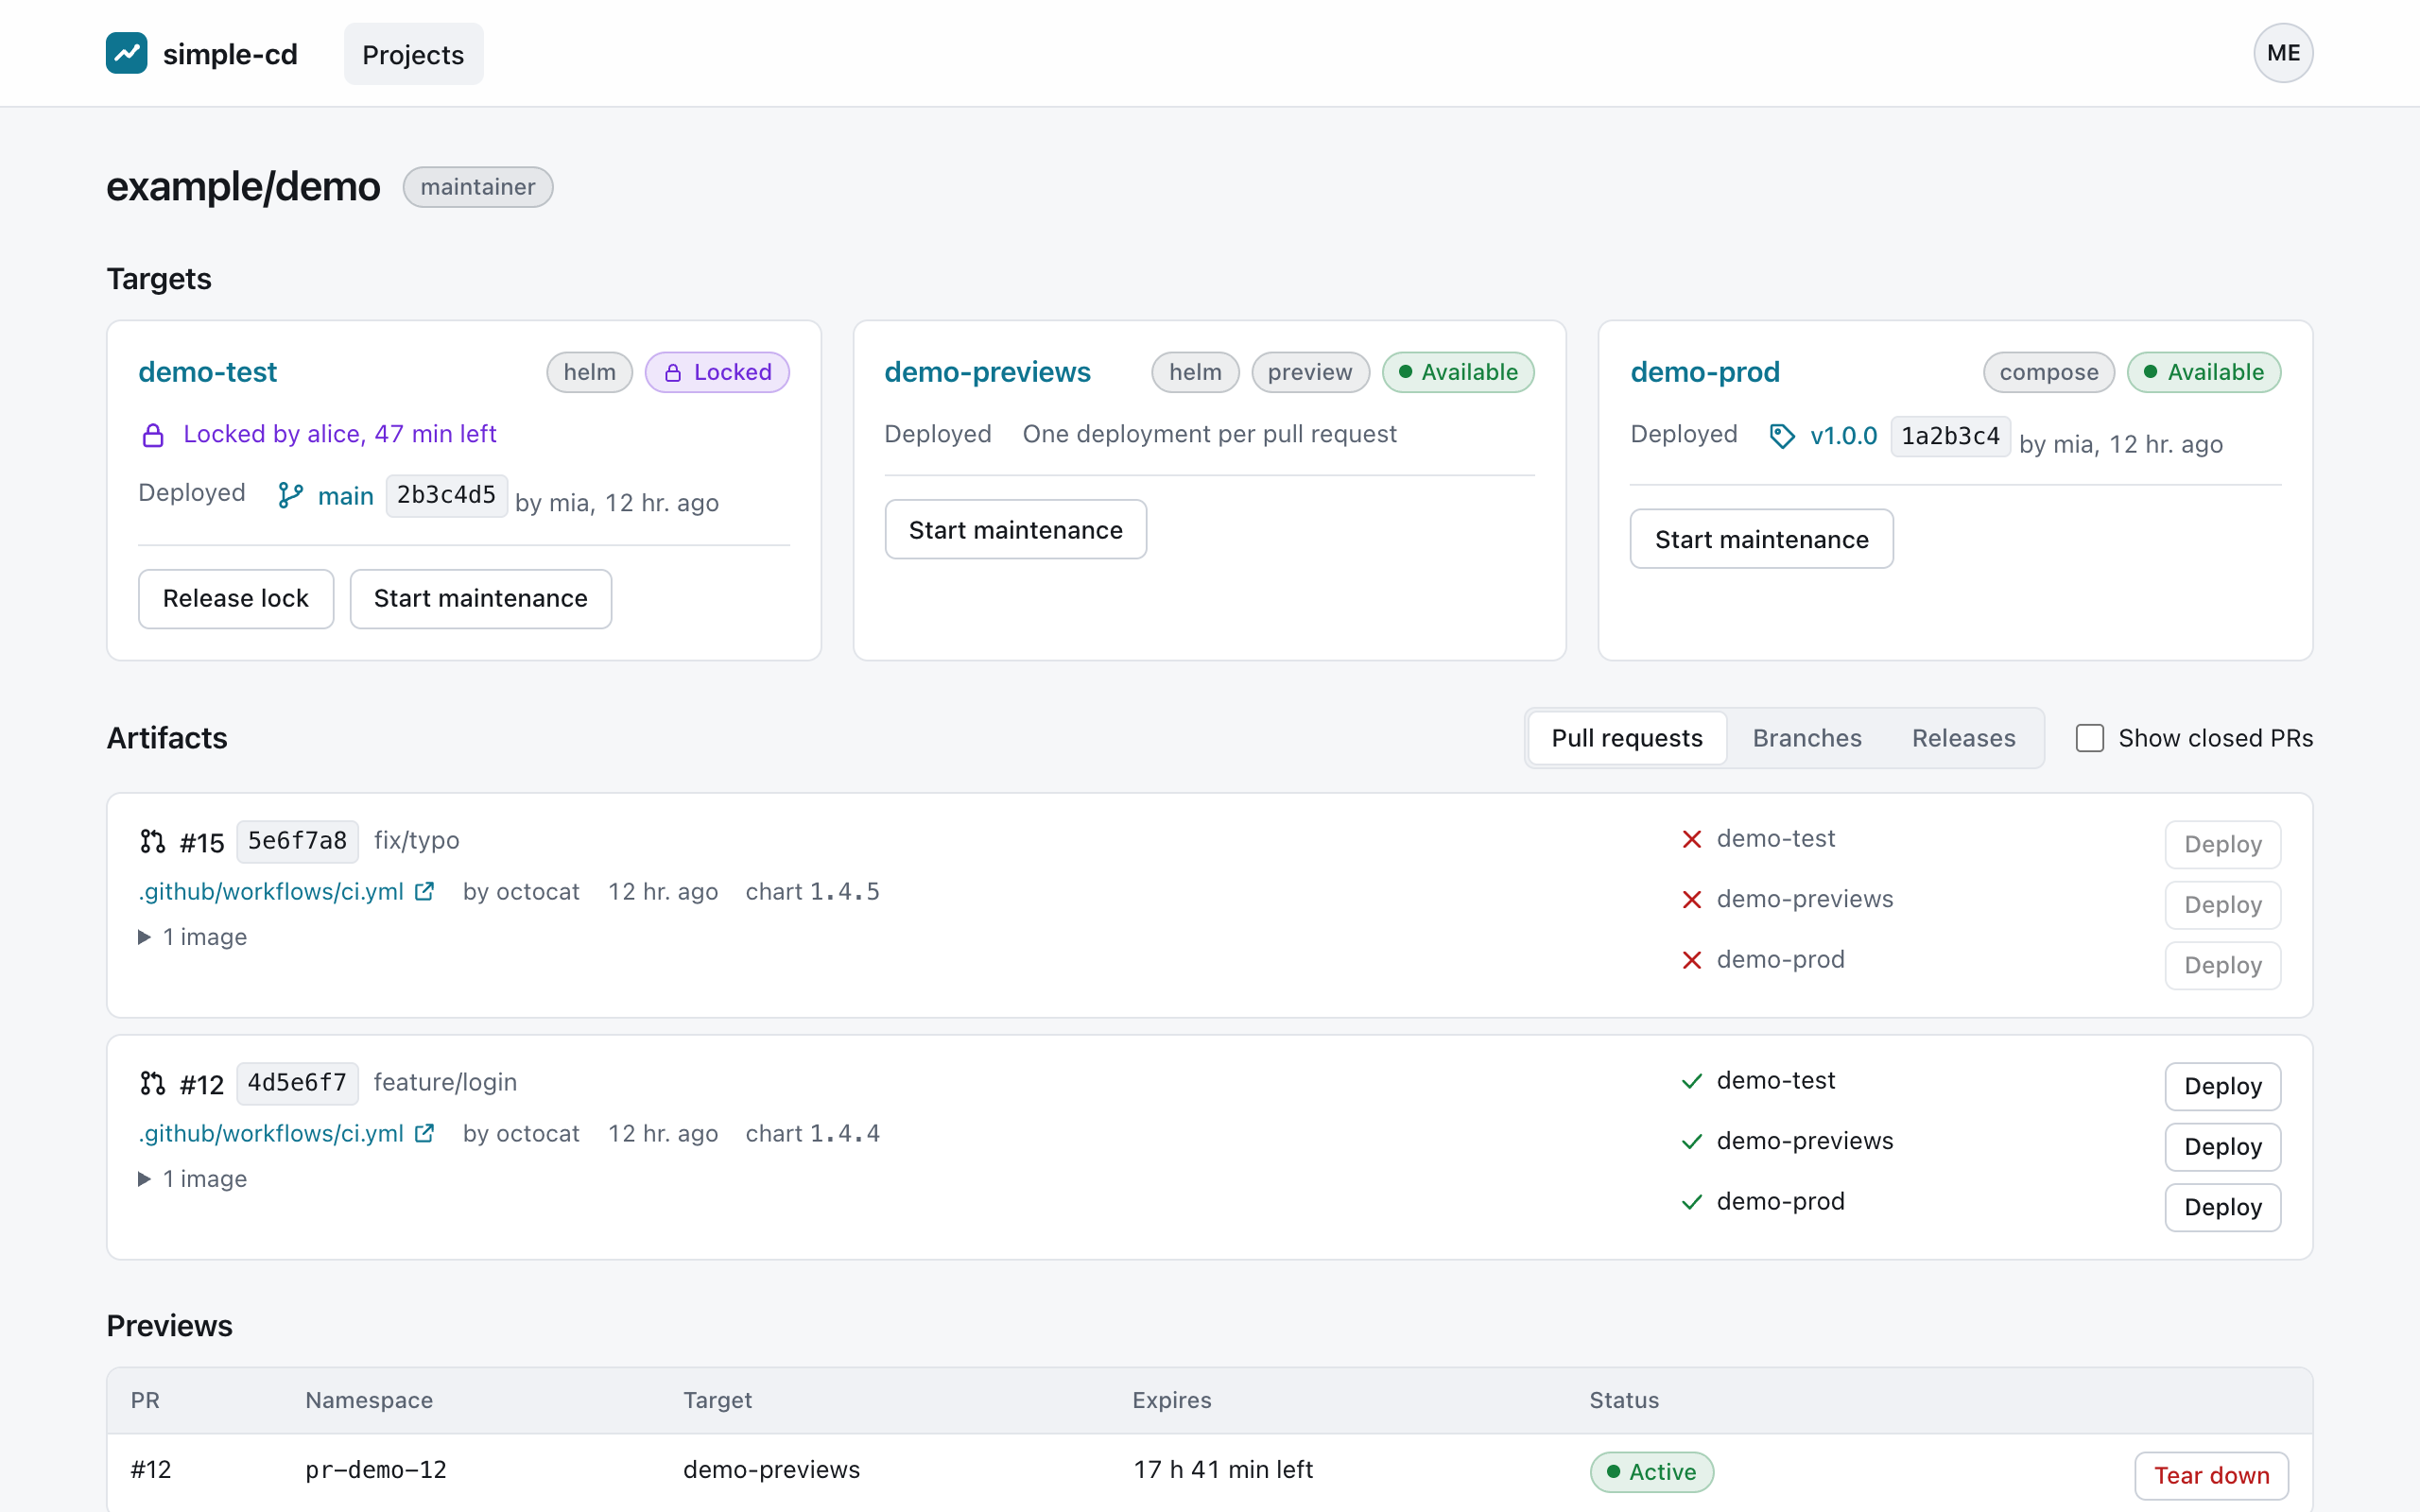 simple-cd Projects ME
example/demo maintainer
Targets
demo-test helm Locked
Locked by alice, 47 min left
Deployed main 2b3c4d5 by mia, 12 hr. ago
Release lock Start maintenance
demo-previews helm preview Available
Deployed One deployment per pull request
Start maintenance
demo-prod compose Available
Deployed v1.0.0 1a2b3c4 by mia, 12 hr. ago
Start maintenance
Artifacts Pull requests Branches Releases Show closed PRs
#15 5e6f7a8 fix/typo
.github/workflows/ci.yml by octocat 12 hr. ago chart 1.4.5
1 image
demo-test Deploy
demo-previews Deploy
demo-prod Deploy
#12 4d5e6f7 feature/login
.github/workflows/ci.yml by octocat 12 hr. ago chart 1.4.4
1 image
demo-test Deploy
demo-previews Deploy
demo-prod Deploy
Previews
PR Namespace Target Expires Status
#12 pr-demo-12 demo-previews 17 h 41 min left Active Tear down